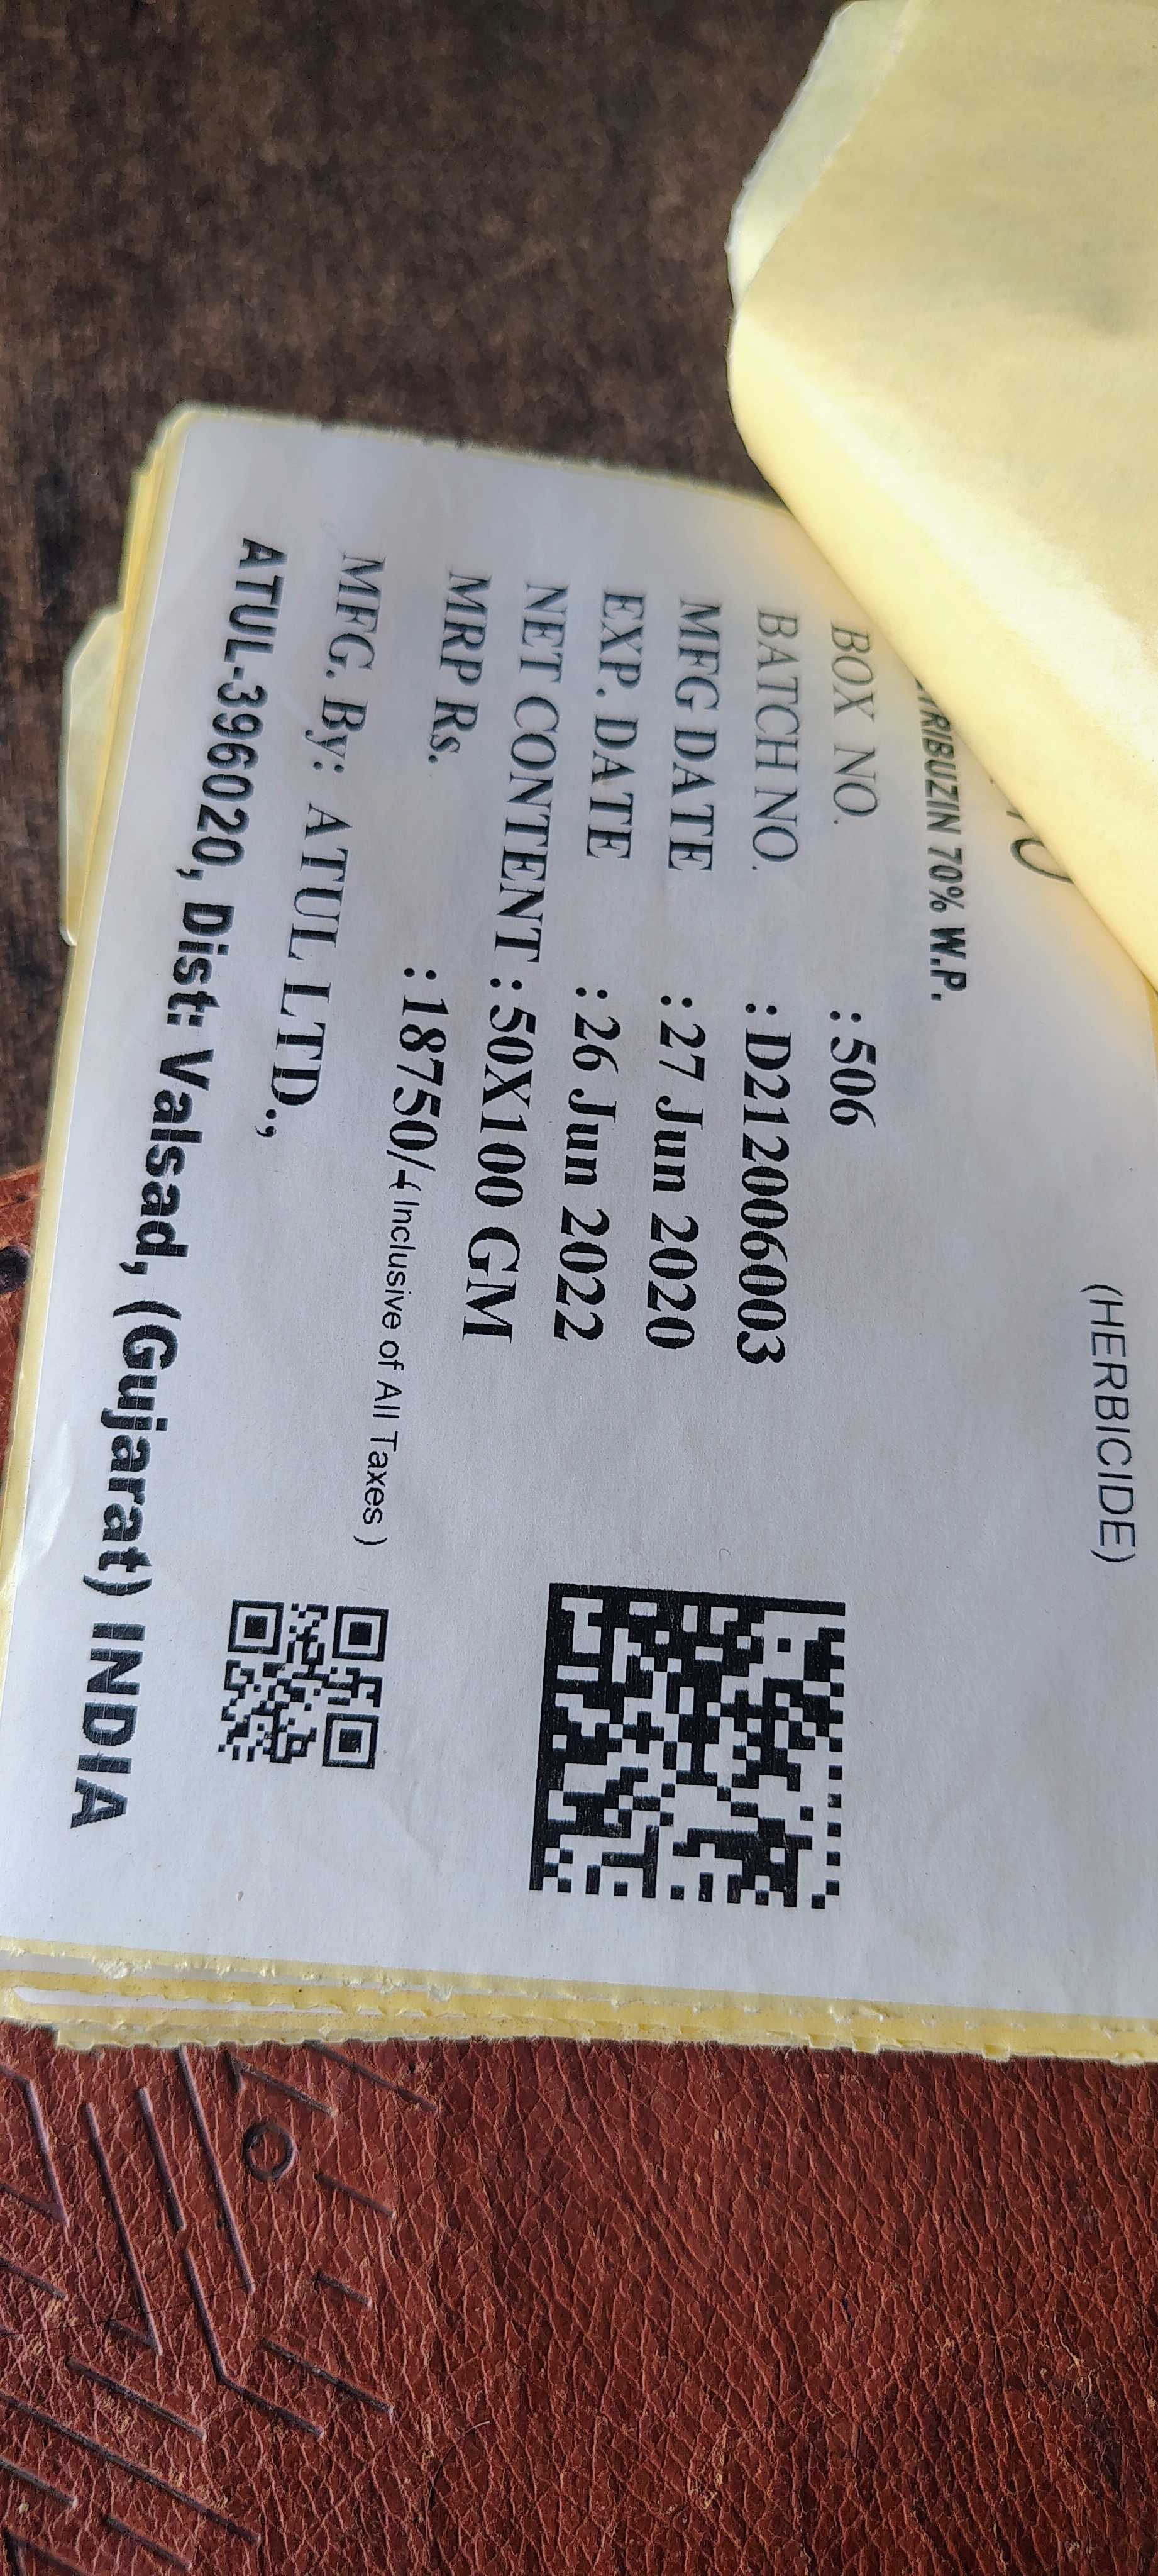 (HERBICIDE)
TRIBUZIN 70% W.P.
BOX NO. : 506
BATCH NO. : D212006003
MFG DATE : 27 Jun 2020
EXP. DATE : 26 Jun 2022
NET CONTENT : 50X100 GM
MRP Rs. : 18750/-( Inclusive of All Taxes )
MFG. By: ATUL LTD.,
ATUL-396020, Dist: Valsad, (Gujarat) INDIA